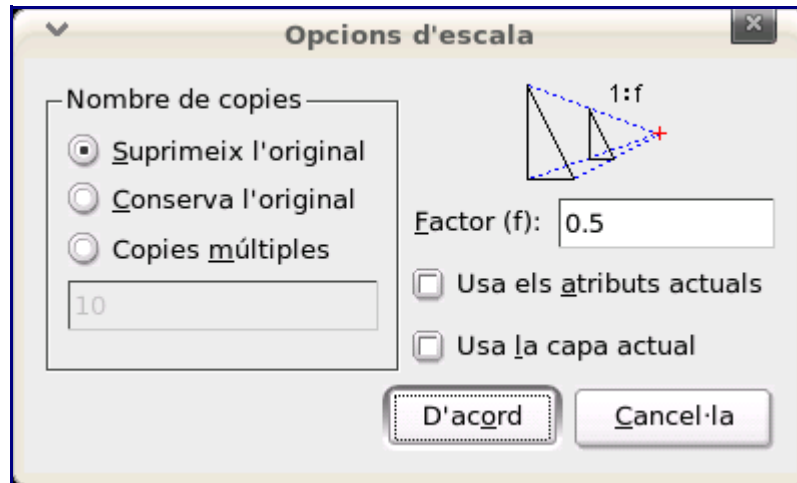 Opcions d'escala
Nombre de copies
Suprimeix l'original
Conserva l'original
Copies múltiples
10
1:f
Factor (f): 0.5
Usa els atributs actuals
Usa la capa actual
D'acord
Cancel·la